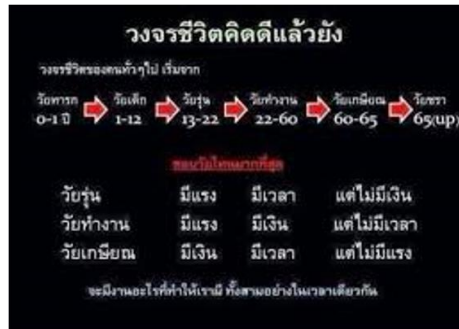 วงจรชีวิตคิดดีแล้วยัง
วงจรชีวิตของคนทั่วๆไป เริ่มจาก
วัยทารก วัยเด็ก วัยรุ่น วัยทำงาน วัยเกษียณ วัยชรา
0-1 ปี 1-12 13-22 22-60 60-65 65(up)
ชอบวัยไหนมากที่สุด
วัยรุ่น มีแรง มีเวลา แต่ไม่มีเงิน
วัยทำงาน มีแรง มีเงิน แต่ไม่มีเวลา
วัยเกษียณ มีเงิน มีเวลา แต่ไม่มีแรง
จะมีงานอะไรที่ทำให้เรามี ทั้งสามอย่างในเวลาเดียวกัน